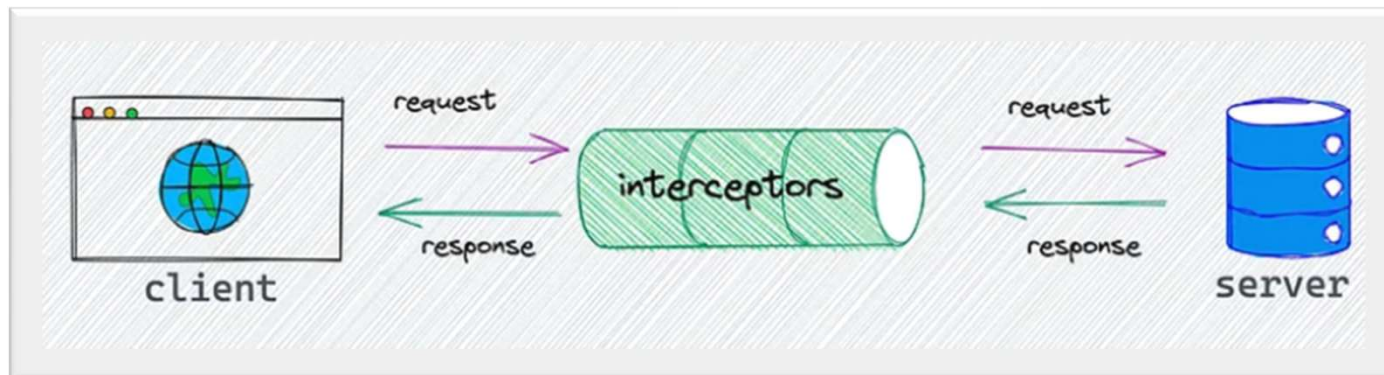 request
request
interceptors
response
response
client
server